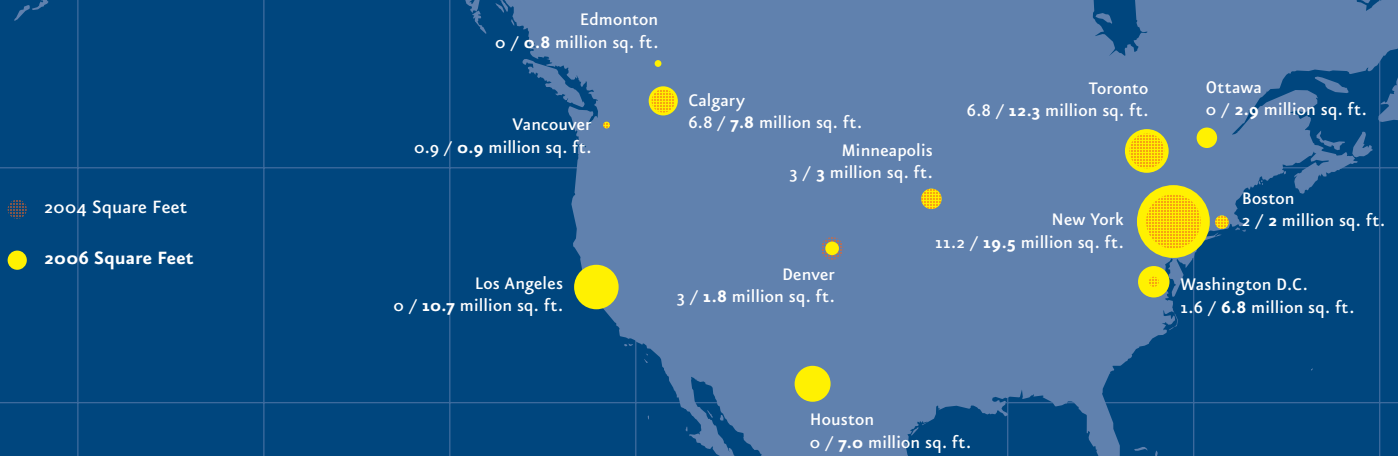 Edmonton
0 / 0.8 million sq. ft.
Calgary
6.8 / 7.8 million sq. ft.
Vancouver
0.9 / 0.9 million sq. ft.
Toronto
6.8 / 12.3 million sq. ft.
Ottawa
0 / 2.9 million sq. ft.
Minneapolis
3 / 3 million sq. ft.
2004 Square Feet
2006 Square Feet
Boston
2 / 2 million sq. ft.
New York
11.2 / 19.5 million sq. ft.
Denver
3 / 1.8 million sq. ft.
Los Angeles
0 / 10.7 million sq. ft.
Washington D.C.
1.6 / 6.8 million sq. ft.
Houston
0 / 7.0 million sq. ft.